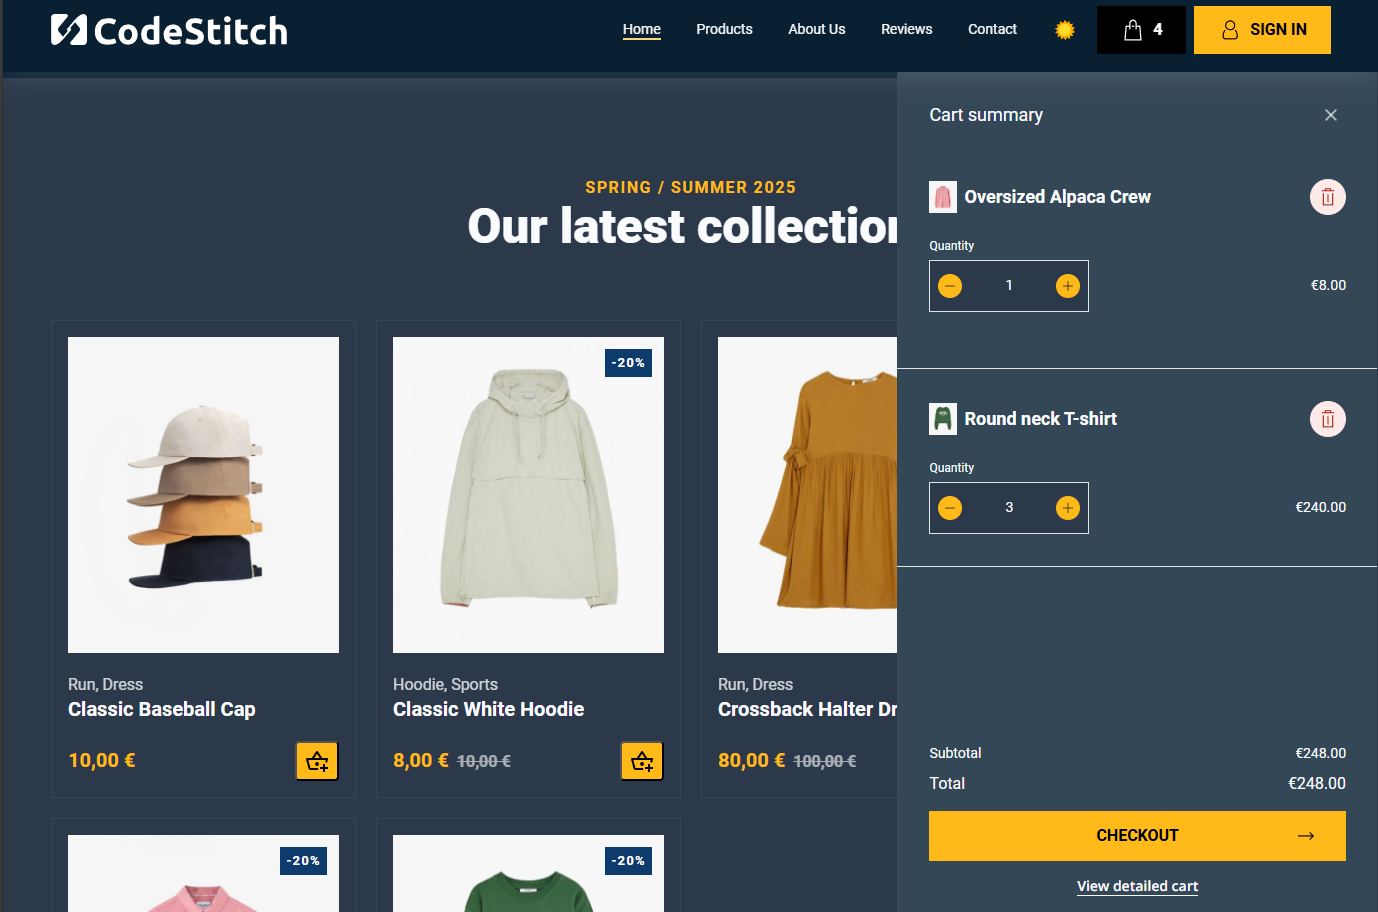 CodeStitch
Home
Products
About Us
Reviews
Contact
4
SIGN IN
SPRING / SUMMER 2025
Our latest collection
-20%
Run, Dress
Classic Baseball Cap
10,00 €
Hoodie, Sports
Classic White Hoodie
8,00 € 10,00 €
Run, Dress
Crossback Halter Dr
80,00 € 100,00 €
-20%
-20%
Cart summary
Oversized Alpaca Crew
Quantity
1
€8.00
Round neck T-shirt
Quantity
3
€240.00
Subtotal
€248.00
Total
€248.00
CHECKOUT
View detailed cart